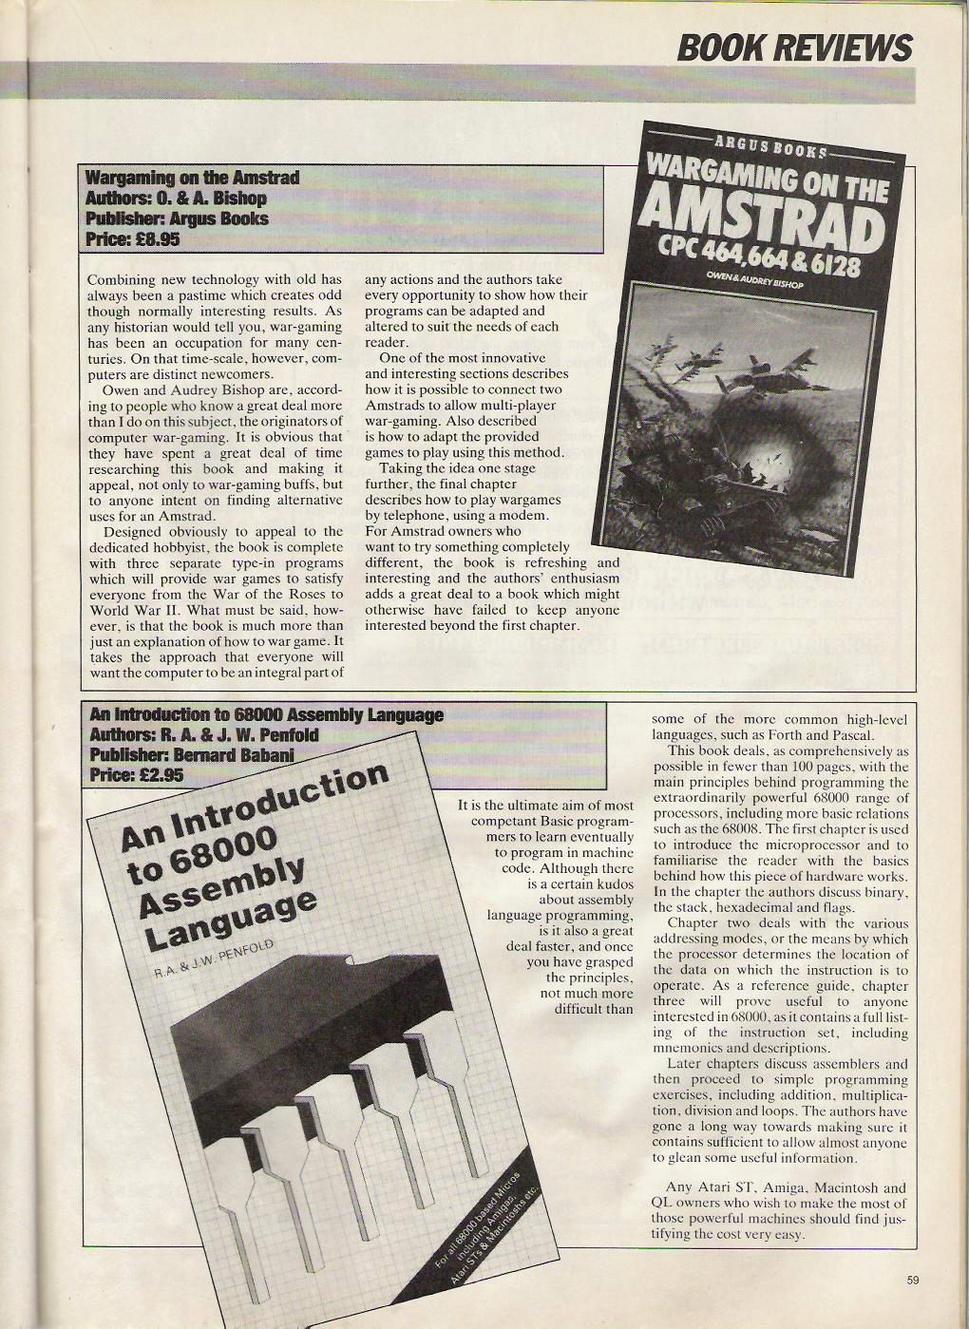 BOOK REVIEWS
Wargaming on the Amstrad
Authors: O. & A. Bishop
Publisher: Argus Books
Price: £8.95
ARGUS BOOKS
WARGAMING ON THE
AMSTRAD
CPC 464,664 & 6128
OWEN & AUDREY BISHOP
Combining new technology with old has
always been a pastime which creates odd
though normally interesting results. As
any historian would tell you, war-gaming
has been an occupation for many cen-
turies. On that time-scale, however, com-
puters are distinct newcomers.
Owen and Audrey Bishop are, accord-
ing to people who know a great deal more
than I do on this subject, the originators of
computer war-gaming. It is obvious that
they have spent a great deal of time
researching this book and making it
appeal, not only to war-gaming buffs, but
to anyone intent on finding alternative
uses for an Amstrad.
Designed obviously to appeal to the
dedicated hobbyist, the book is complete
with three separate type-in programs
which will provide war games to satisfy
everyone from the War of the Roses to
World War II. What must be said, how-
ever, is that the book is much more than
just an explanation of how to war game. It
takes the approach that everyone will
want the computer to be an integral part of
any actions and the authors take
every opportunity to show how their
programs can be adapted and
altered to suit the needs of each
reader.
One of the most innovative
and interesting sections describes
how it is possible to connect two
Amstrads to allow multi-player
war-gaming. Also described
is how to adapt the provided
games to play using this method.
Taking the idea one stage
further, the final chapter
describes how to play wargames
by telephone, using a modem.
For Amstrad owners who
want to try something completely
different, the book is refreshing and
interesting and the authors' enthusiasm
adds a great deal to a book which might
otherwise have failed to keep anyone
interested beyond the first chapter.
An Introduction to 68000 Assembly Language
Authors: R. A. & J. W. Penfold
Publisher: Bernard Babani
Price: £2.95
An Introduction
to 68000
Assembly
Language
R.A. & J.W. PENFOLD
For all 68000 based Micros
including Amigas,
Atari STs & Macintoshs etc.
It is the ultimate aim of most
competant Basic program-
mers to learn eventually
to program in machine
code. Although there
is a certain kudos
about assembly
language programming,
is it also a great
deal faster, and once
you have grasped
the principles,
not much more
difficult than
some of the more common high-level
languages, such as Forth and Pascal.
This book deals, as comprehensively as
possible in fewer than 100 pages, with the
main principles behind programming the
extraordinarily powerful 68000 range of
processors, including more basic relations
such as the 68008. The first chapter is used
to introduce the microprocessor and to
familiarise the reader with the basics
behind how this piece of hardware works.
In the chapter the authors discuss binary,
the stack, hexadecimal and flags.
Chapter two deals with the various
addressing modes, or the means by which
the processor determines the location of
the data on which the instruction is to
operate. As a reference guide, chapter
three will prove useful to anyone
interested in 68000, as it contains a full list-
ing of the instruction set, including
mnemonics and descriptions.
Later chapters discuss assemblers and
then proceed to simple programming
exercises, including addition, multiplica-
tion, division and loops. The authors have
gone a long way towards making sure it
contains sufficient to allow almost anyone
to glean some useful information.
Any Atari ST, Amiga, Macintosh and
QL owners who wish to make the most of
those powerful machines should find jus-
tifying the cost very easy.
59